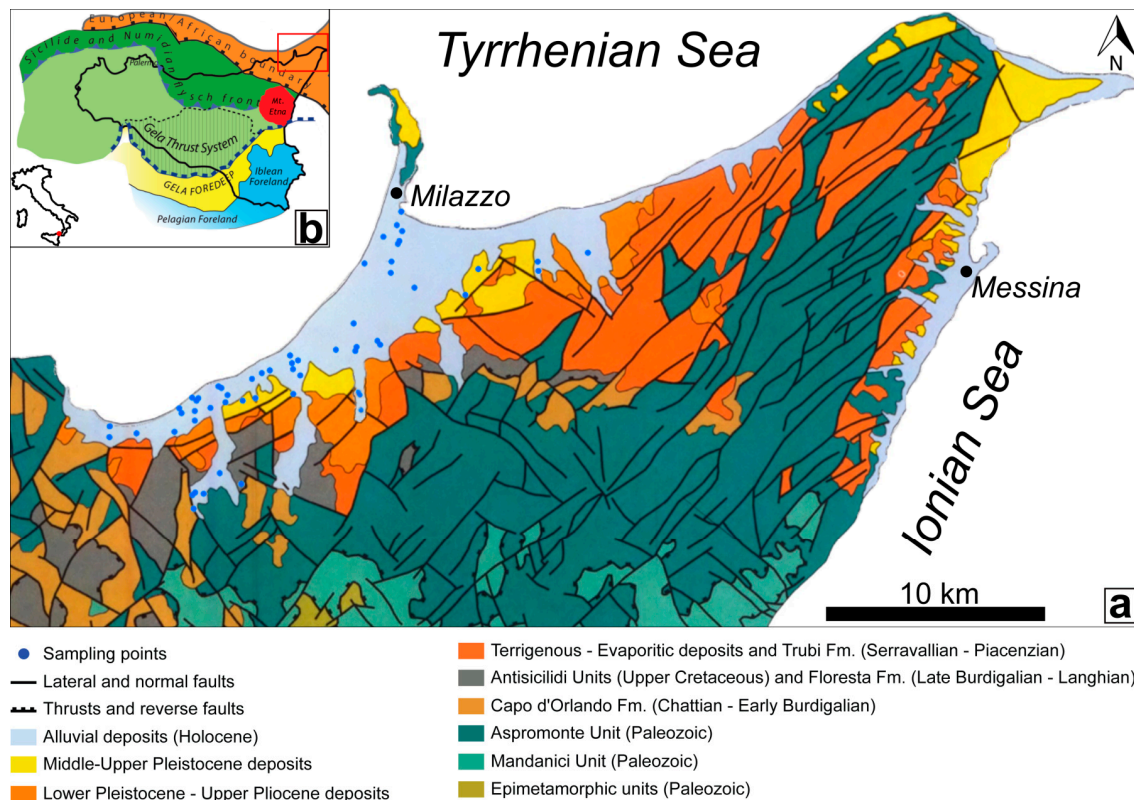 European/African boundary
Sicilide and Numidian flysch front
Palermo
Mt.
Etna
Gela Thrust System
Iblean
Foreland
GELA FOREDEEP
Pelagian Foreland
b
Tyrrhenian Sea
N
Milazzo
Messina
Ionian Sea
10 km
a
Sampling points
Lateral and normal faults
Thrusts and reverse faults
Alluvial deposits (Holocene)
Middle-Upper Pleistocene deposits
Lower Pleistocene - Upper Pliocene deposits
Terrigenous - Evaporitic deposits and Trubi Fm. (Serravallian - Piacenzian)
Antisicilidi Units (Upper Cretaceous) and Floresta Fm. (Late Burdigalian - Langhian)
Capo d'Orlando Fm. (Chattian - Early Burdigalian)
Aspromonte Unit (Paleozoic)
Mandanici Unit (Paleozoic)
Epimetamorphic units (Paleozoic)